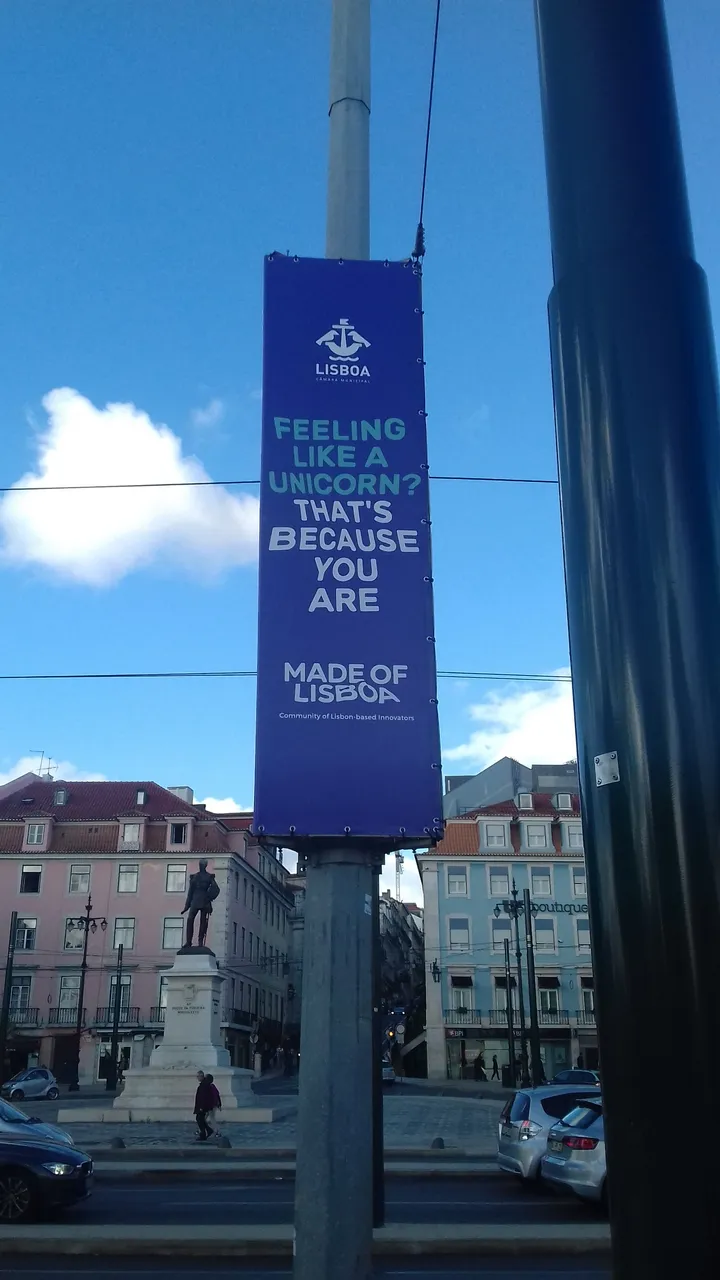 LISBOA
CÂMARA MUNICIPAL
FEELING
LIKE A
UNICORN?
THAT'S
BECAUSE
YOU
ARE
MADE OF
LISBOA
Community of Lisbon-based Innovators
boutique
BPI